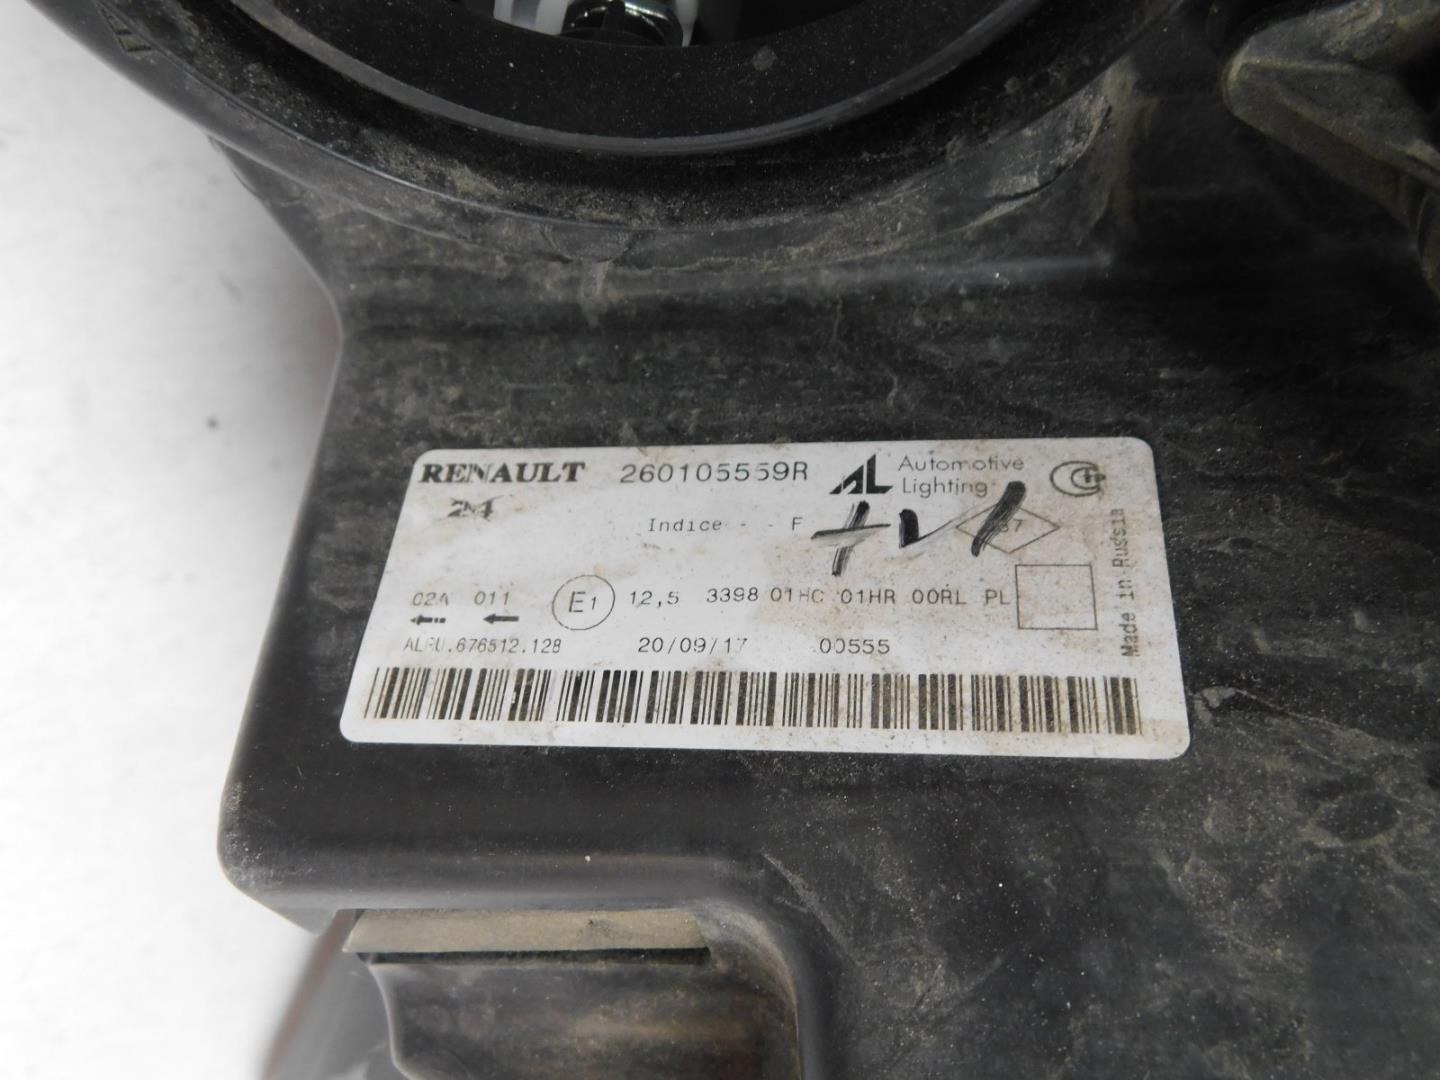 RENAULT 260105559R AL Automotive Lighting
24 Indice - - F
02A 011 E1 12,5 3398 01HC 01HR 00RL PL
20/09/17 00555
Made in Russia